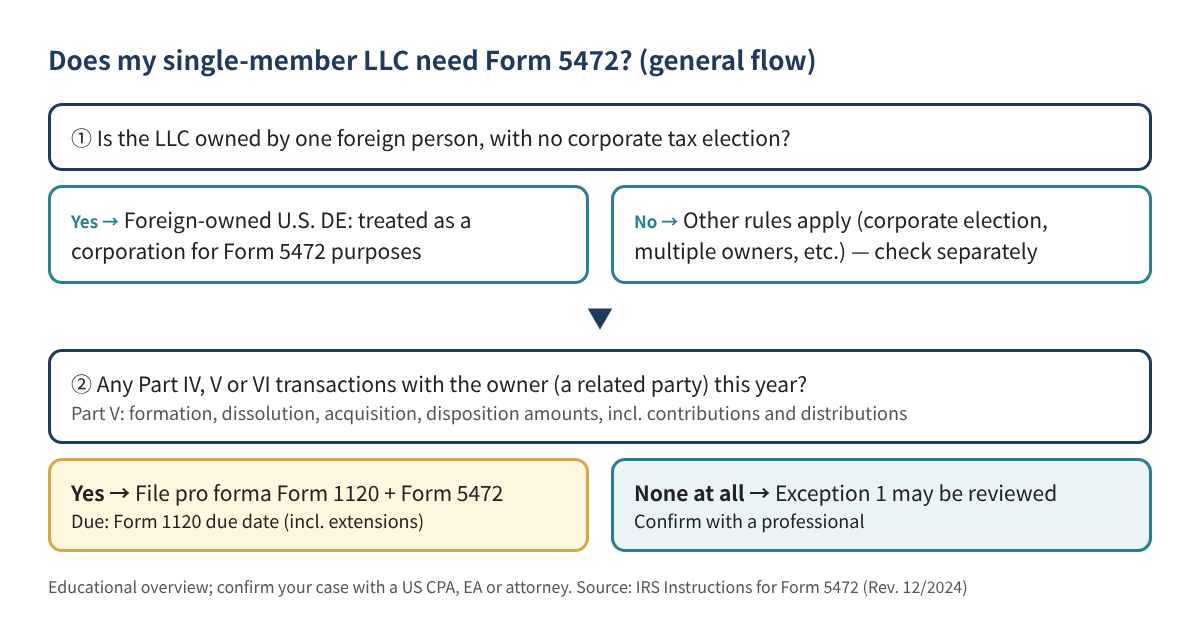 Does my single-member LLC need Form 5472? (general flow)
① Is the LLC owned by one foreign person, with no corporate tax election?
Yes → Foreign-owned U.S. DE: treated as a
corporation for Form 5472 purposes
No → Other rules apply (corporate election,
multiple owners, etc.) — check separately
② Any Part IV, V or VI transactions with the owner (a related party) this year?
Part V: formation, dissolution, acquisition, disposition amounts, incl. contributions and distributions
Yes → File pro forma Form 1120 + Form 5472
Due: Form 1120 due date (incl. extensions)
None at all → Exception 1 may be reviewed
Confirm with a professional
Educational overview; confirm your case with a US CPA, EA or attorney. Source: IRS Instructions for Form 5472 (Rev. 12/2024)